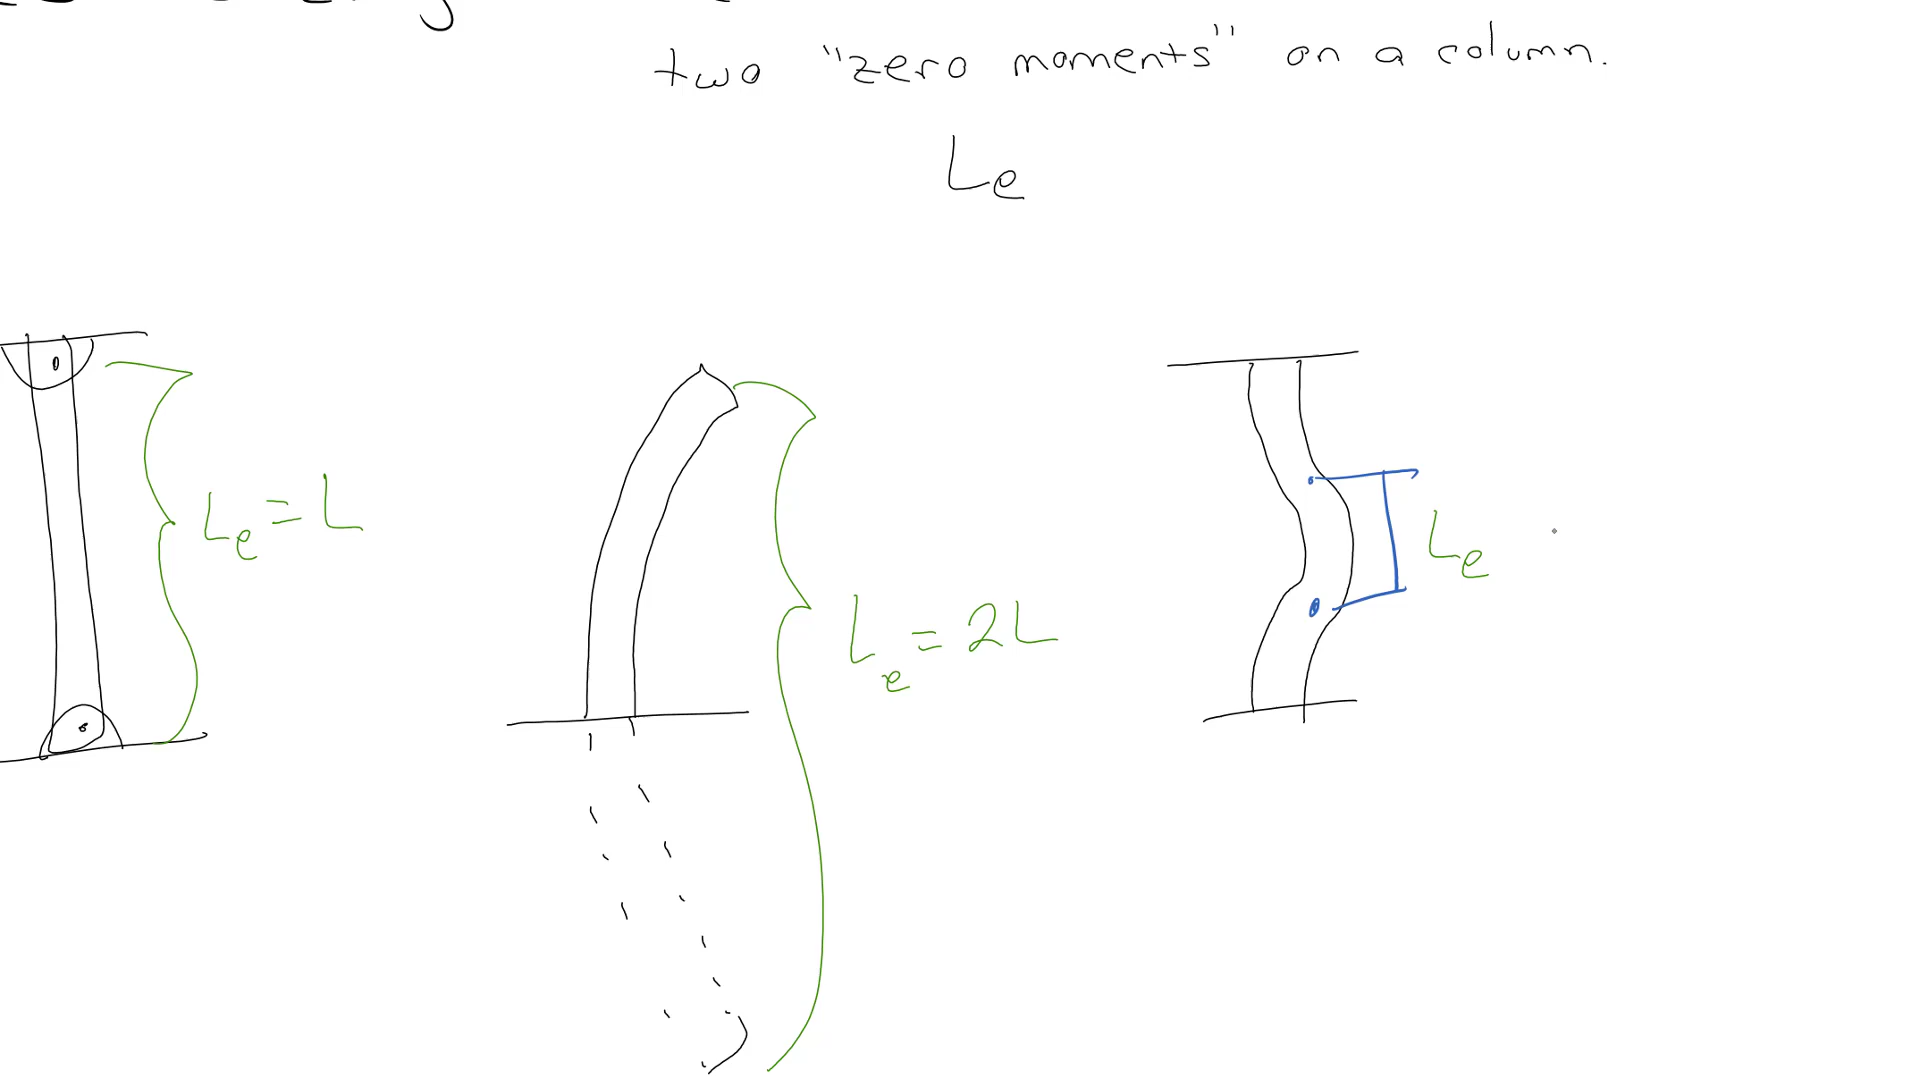 two "zero moments" on a column.
Le
Le = L
Le = 2L
Le